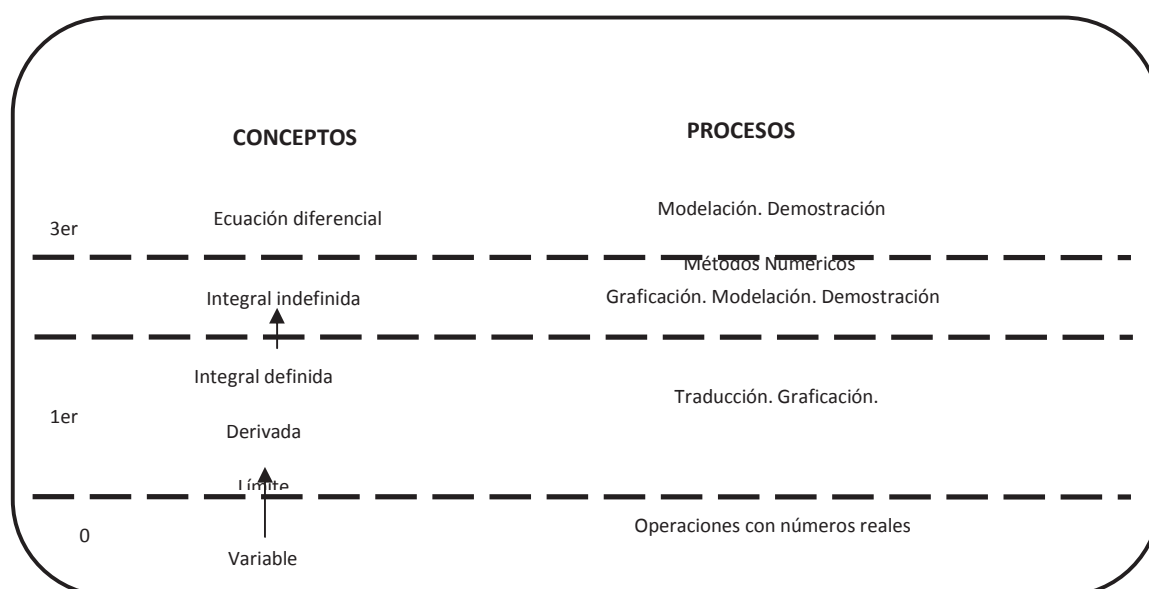 CONCEPTOS
PROCESOS
3er
Ecuación diferencial
Modelación. Demostración
Métodos Numéricos
Integral indefinida
Graficación. Modelación. Demostración
Integral definida
1er
Traducción. Graficación.
Derivada
Límite
0
Operaciones con números reales
Variable